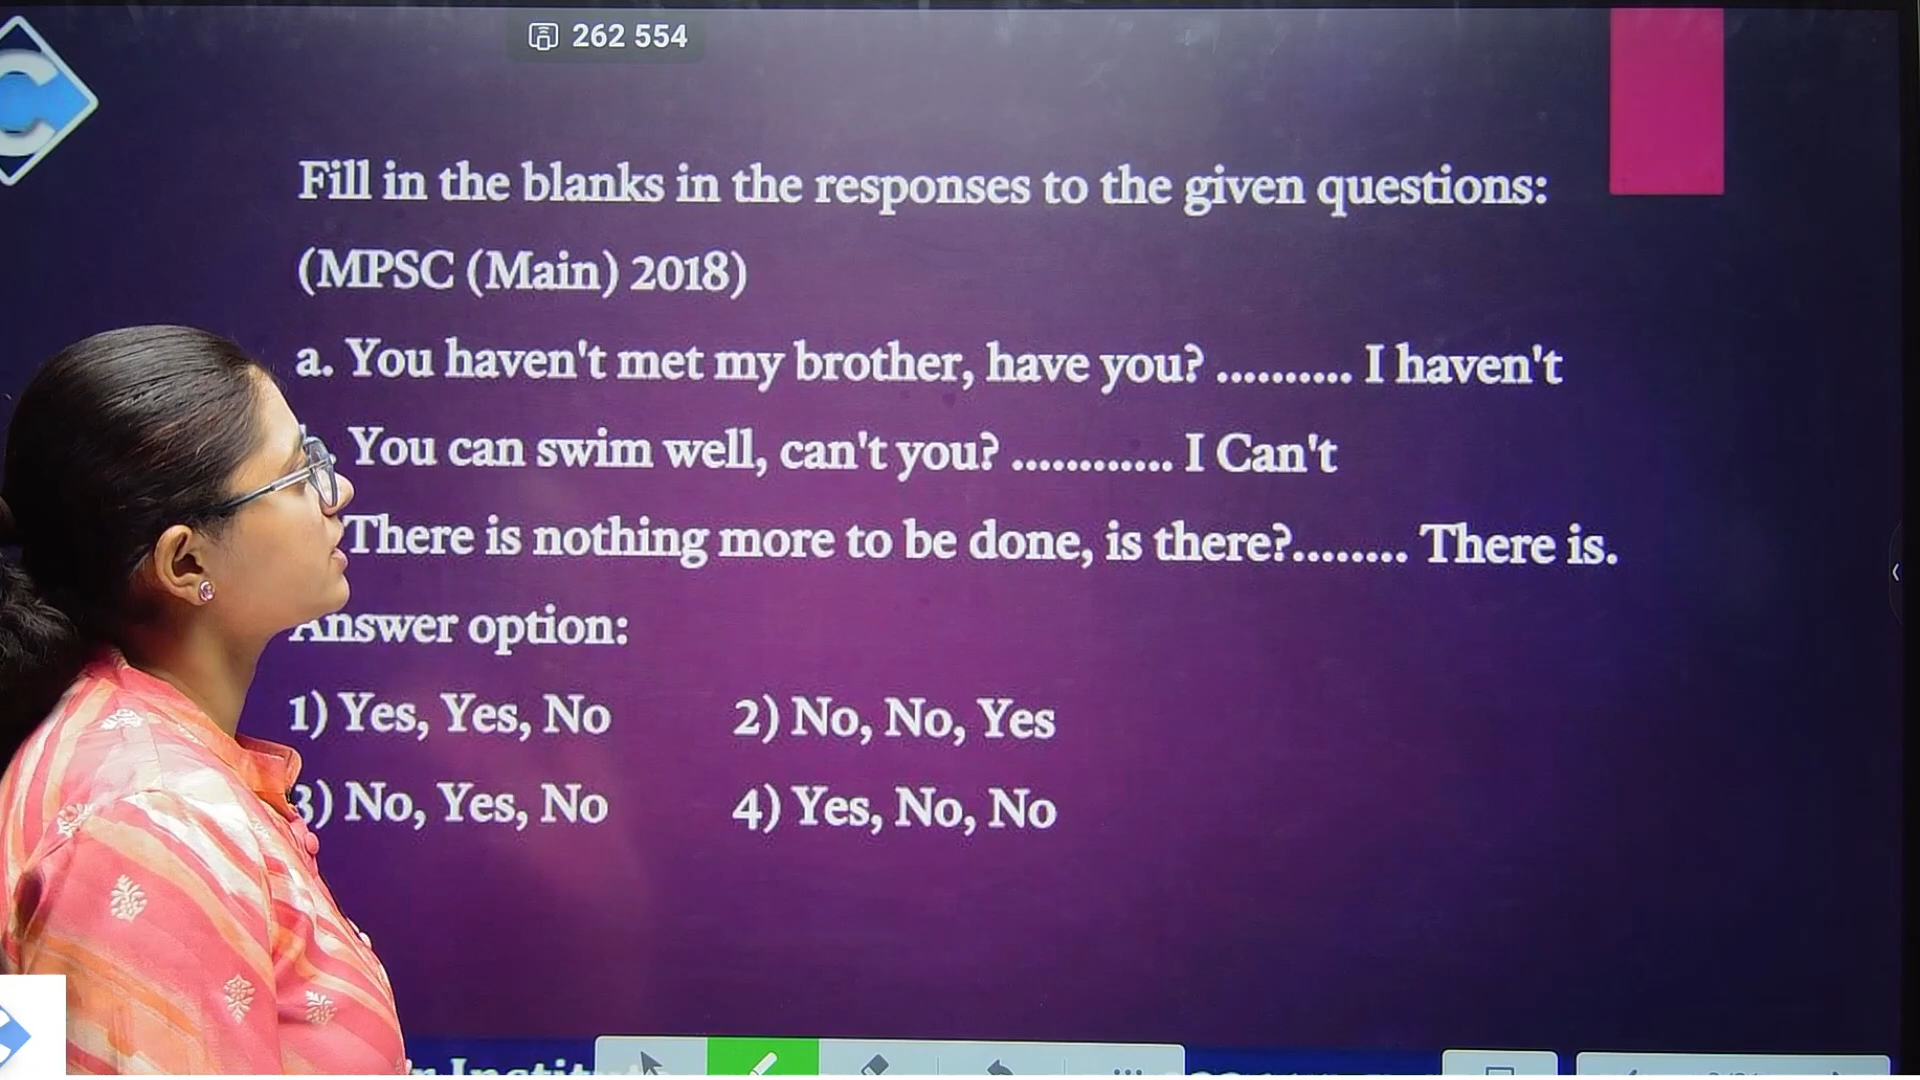 262 554
Fill in the blanks in the responses to the given questions:
(MPSC (Main) 2018)
a. You haven't met my brother, have you? .......... I haven't
You can swim well, can't you? ............ I Can't
There is nothing more to be done, is there?........ There is.
Answer option:
1) Yes, Yes, No 2) No, No, Yes
3) No, Yes, No 4) Yes, No, No